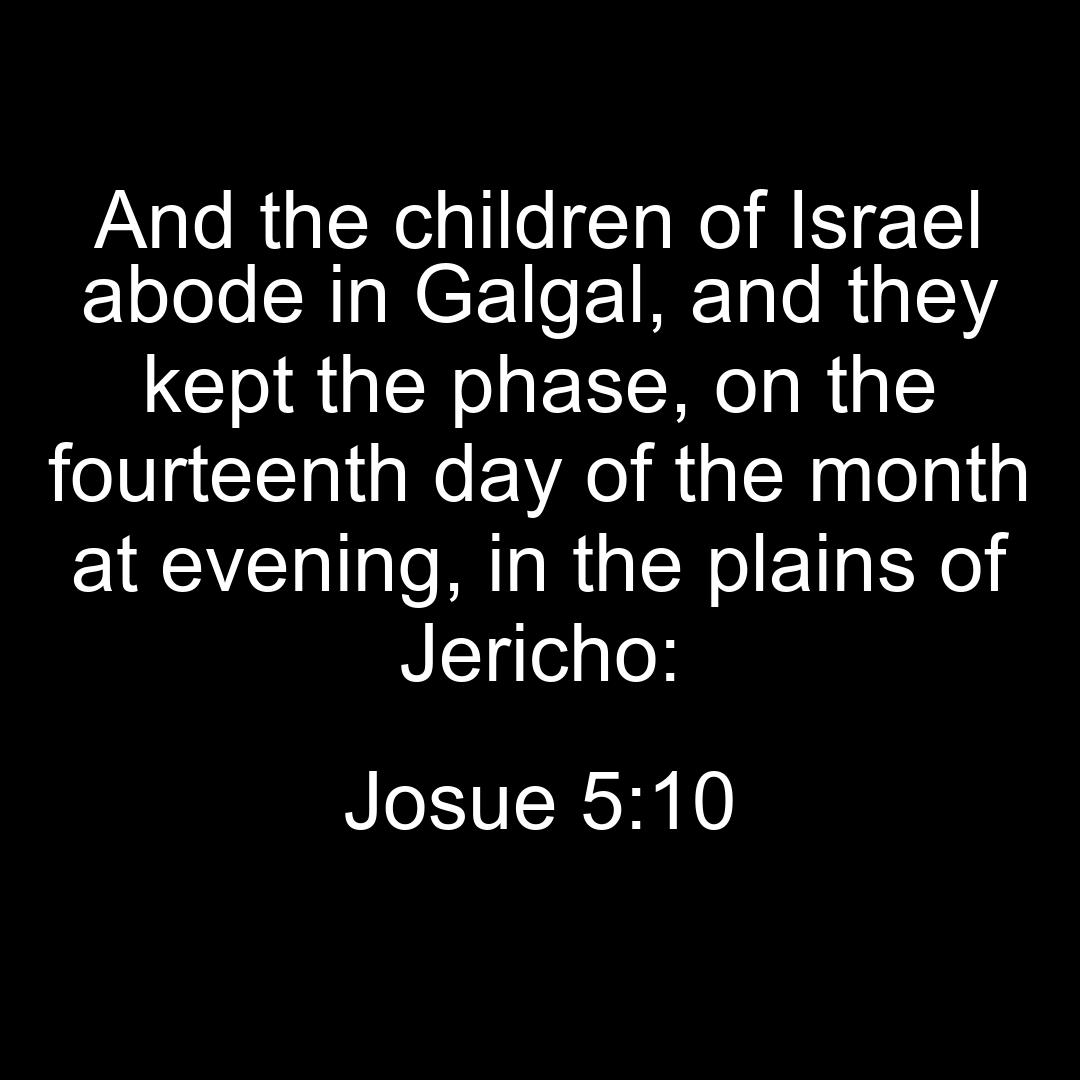 And the children of Israel
abode in Galgal, and they
kept the phase, on the
fourteenth day of the month
at evening, in the plains of
Jericho:
Josue 5:10